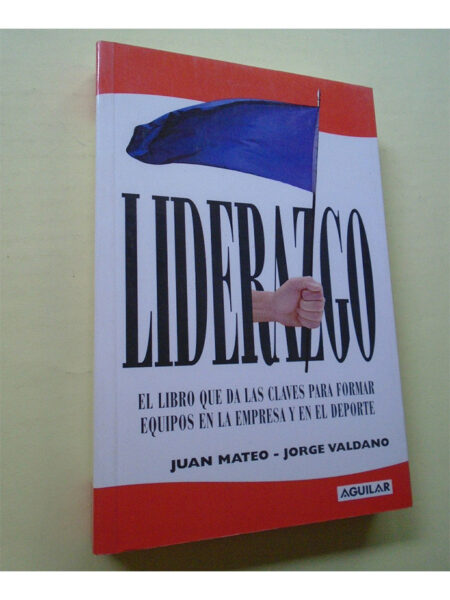 LIDERAZGO
EL LIBRO QUE DA LAS CLAVES PARA FORMAR
EQUIPOS EN LA EMPRESA Y EN EL DEPORTE
JUAN MATEO - JORGE VALDANO
AGUILAR